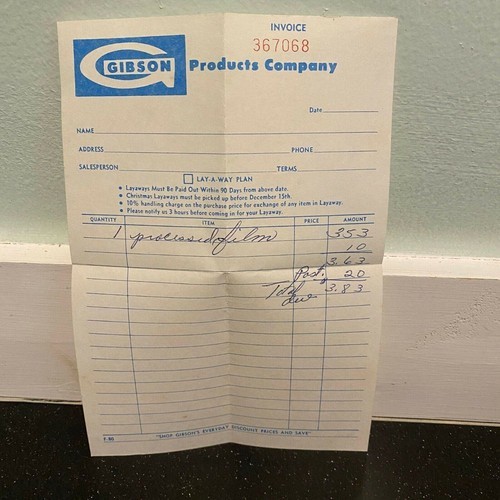 INVOICE
367068
GIBSON Products Company
Date
NAME
ADDRESS PHONE
SALESPERSON TERMS
LAY-A-WAY PLAN
• Layaways Must Be Paid Out Within 90 Days from above date.
• Christmas Layaways must be picked up before December 15th.
• 10% handling charge on the purchase price for exchange of any item in Layaway.
• Please notify us 3 hours before coming in for your Layaway.
QUANTITY ITEM PRICE AMOUNT
1 processed film 3.53
10
3.63
Post. 20
Total due 3.83
E-80 "SHOP GIBSON'S EVERYDAY DISCOUNT PRICES AND SAVE"